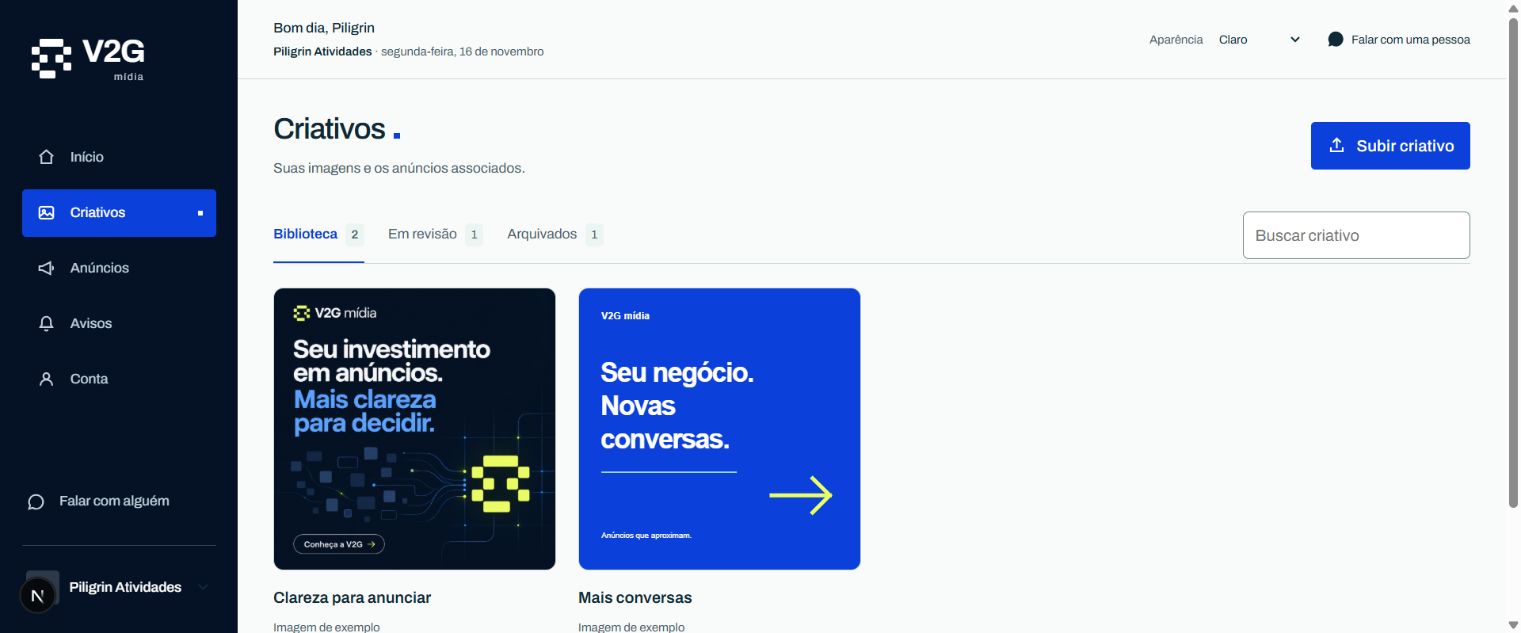 V2G
mídia
Início
Criativos
Anúncios
Avisos
Conta
Falar com alguém
Piligrin Atividades
N
Bom dia, Piligrin
Piligrin Atividades · segunda-feira, 16 de novembro
Aparência Claro
Falar com uma pessoa
Criativos
Suas imagens e os anúncios associados.
Subir criativo
Biblioteca 2 Em revisão 1 Arquivados 1
Buscar criativo
V2G mídia
Seu investimento
em anúncios.
Mais clareza
para decidir.
Conheça a V2G →
Clareza para anunciar
Imagem de exemplo
V2G mídia
Seu negócio.
Novas
conversas.
Anúncios que aproximam.
Mais conversas
Imagem de exemplo